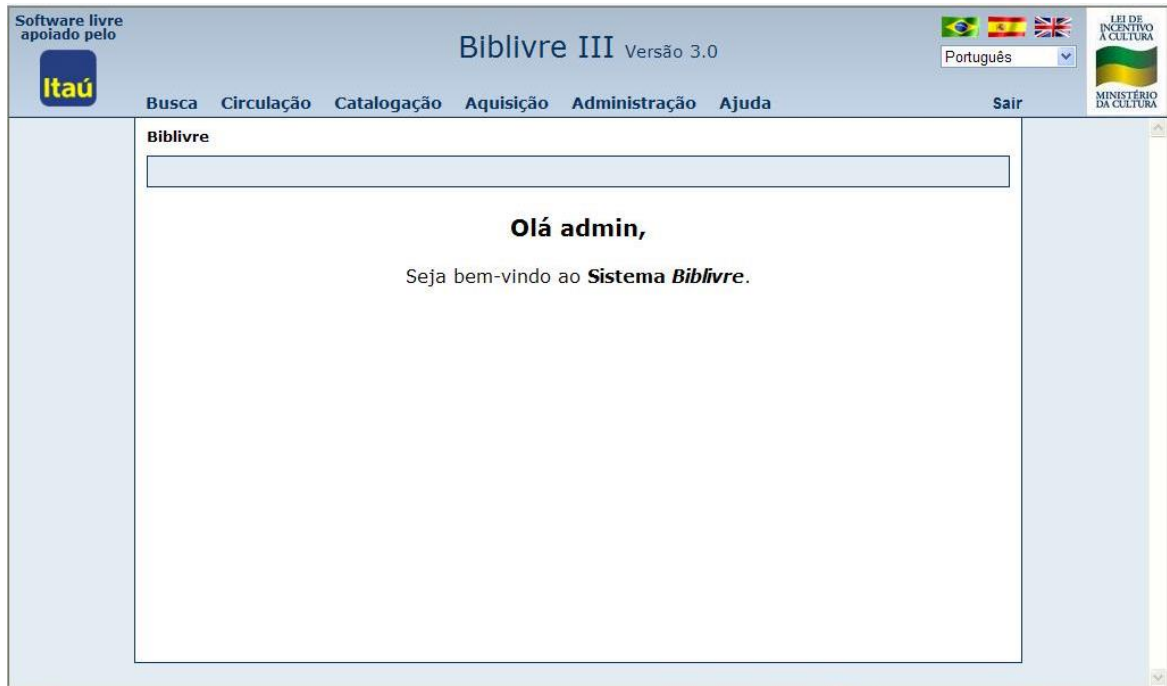 Software livre
apoiado pelo
Itaú
Biblivre III Versão 3.0
Português
LEI DE
INCENTIVO
À CULTURA
MINISTÉRIO
DA CULTURA
Busca Circulação Catalogação Aquisição Administração Ajuda Sair
Biblivre
Olá admin,
Seja bem-vindo ao Sistema Biblivre.